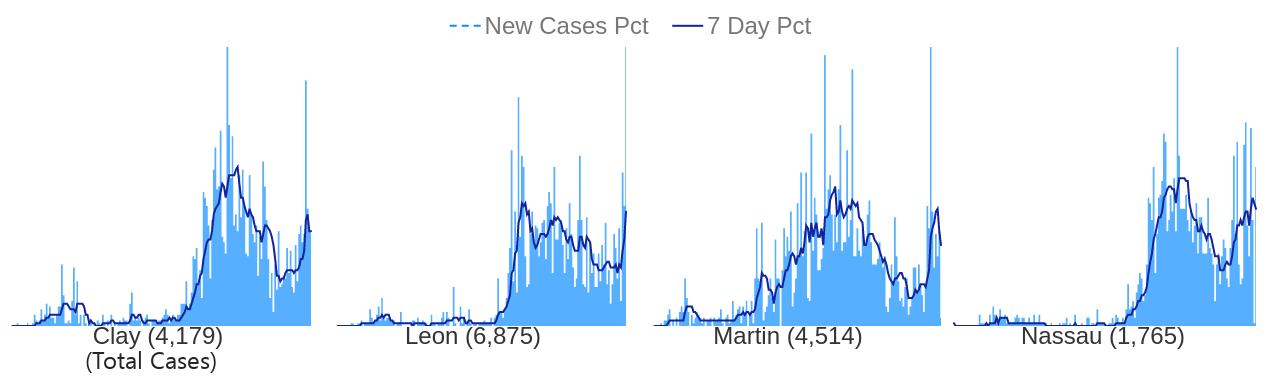 New Cases Pct 7 Day Pct
Clay (4,179) Leon (6,875) Martin (4,514) Nassau (1,765)
(Total Cases)